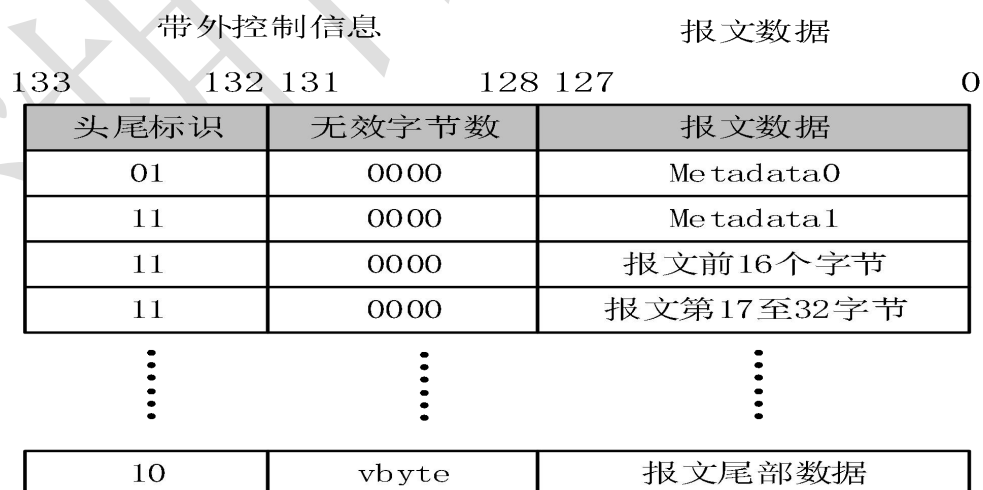 带外控制信息 报文数据
133 132 131 128 127 0
头尾标识 无效字节数 报文数据
01 0000 Metadata0
11 0000 Metadata1
11 0000 报文前16个字节
11 0000 报文第17至32字节
10 vbyte 报文尾部数据